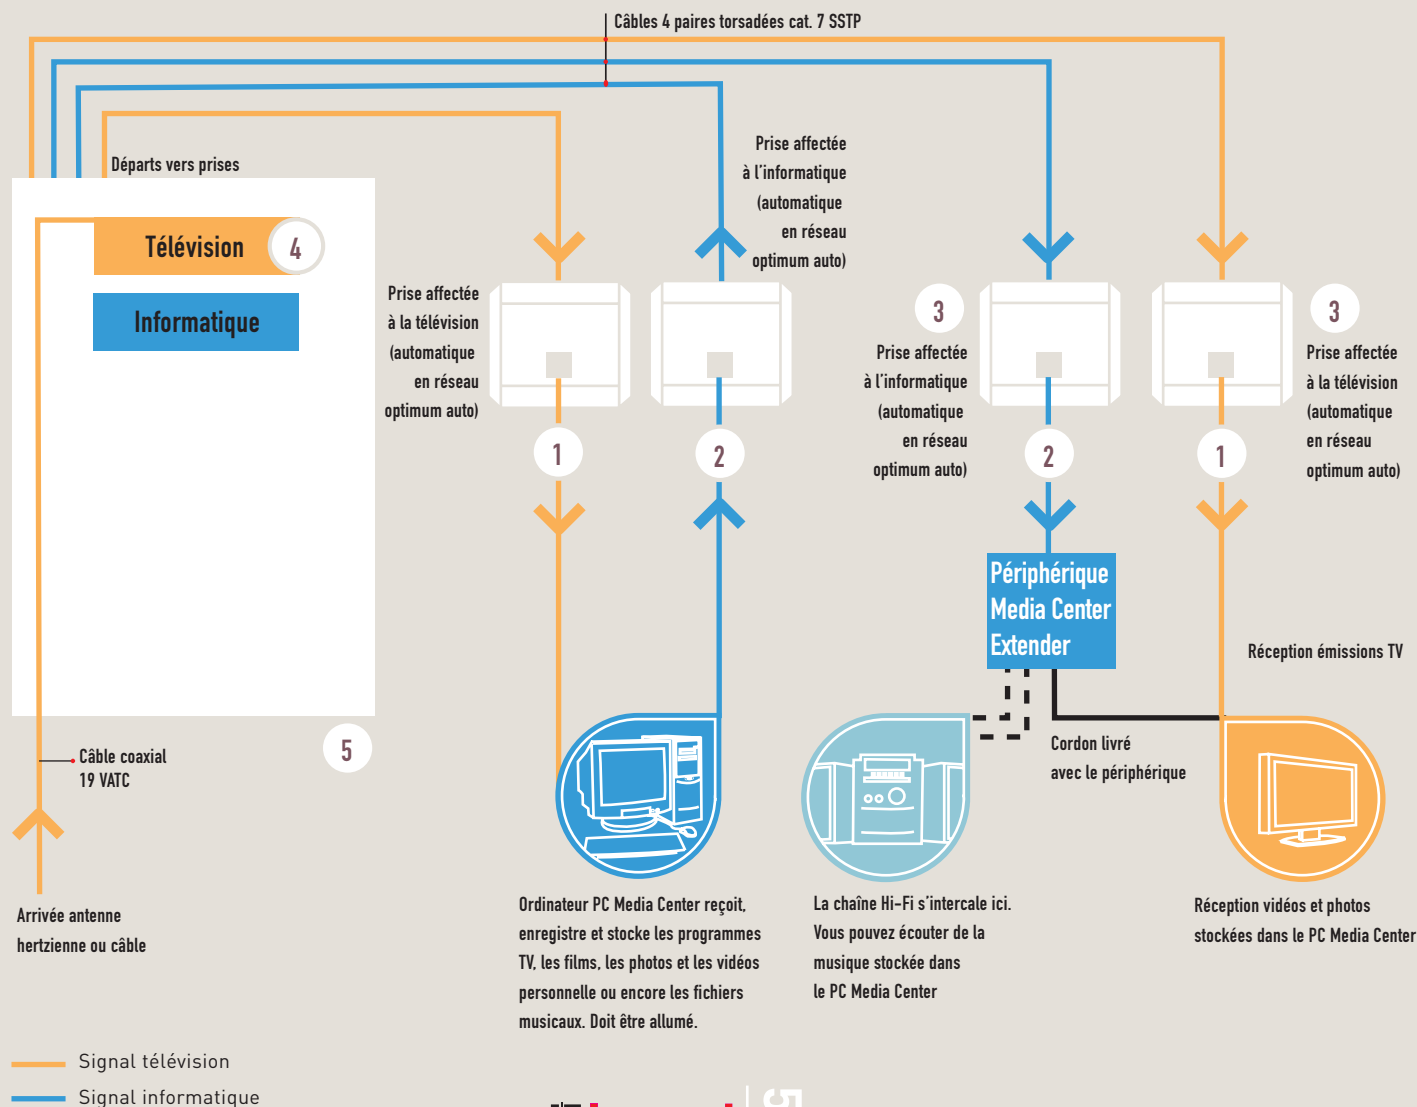 Câbles 4 paires torsadées cat. 7 SSTP
Départs vers prises
Télévision
4
Informatique
Prise affectée
à la télévision
(automatique
en réseau
optimum auto)
Prise affectée
à l'informatique
(automatique
en réseau
optimum auto)
3
Prise affectée
à l'informatique
(automatique
en réseau
optimum auto)
3
Prise affectée
à la télévision
(automatique
en réseau
optimum auto)
1
2
2
1
Périphérique
Media Center
Extender
Réception émissions TV
5
Câble coaxial
19 VATC
Cordon livré
avec le périphérique
Arrivée antenne
hertzienne ou câble
Ordinateur PC Media Center reçoit,
enregistre et stocke les programmes
TV, les films, les photos et les vidéos
personnelle ou encore les fichiers
musicaux. Doit être allumé.
La chaîne Hi-Fi s'intercale ici.
Vous pouvez écouter de la
musique stockée dans
le PC Media Center
Réception vidéos et photos
stockées dans le PC Media Center
Signal télévision
Signal informatique
5